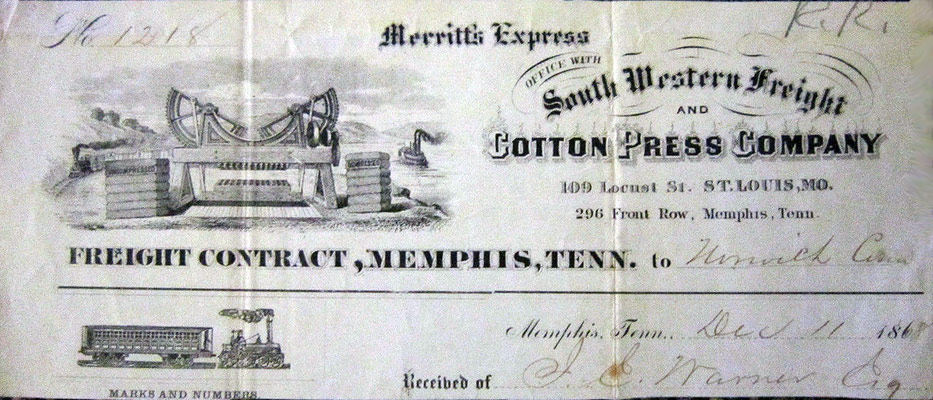 No. 1218
R.R.
Merritt's Express
OFFICE WITH
South Western Freight
AND
COTTON PRESS COMPANY
109 Locust St. ST. LOUIS, MO.
296 Front Row, Memphis, Tenn.
FREIGHT CONTRACT, MEMPHIS, TENN. to Norwich Conn
Memphis, Tenn., Dec 11 186
Received of J. E. Warner Esq
MARKS AND NUMBERS